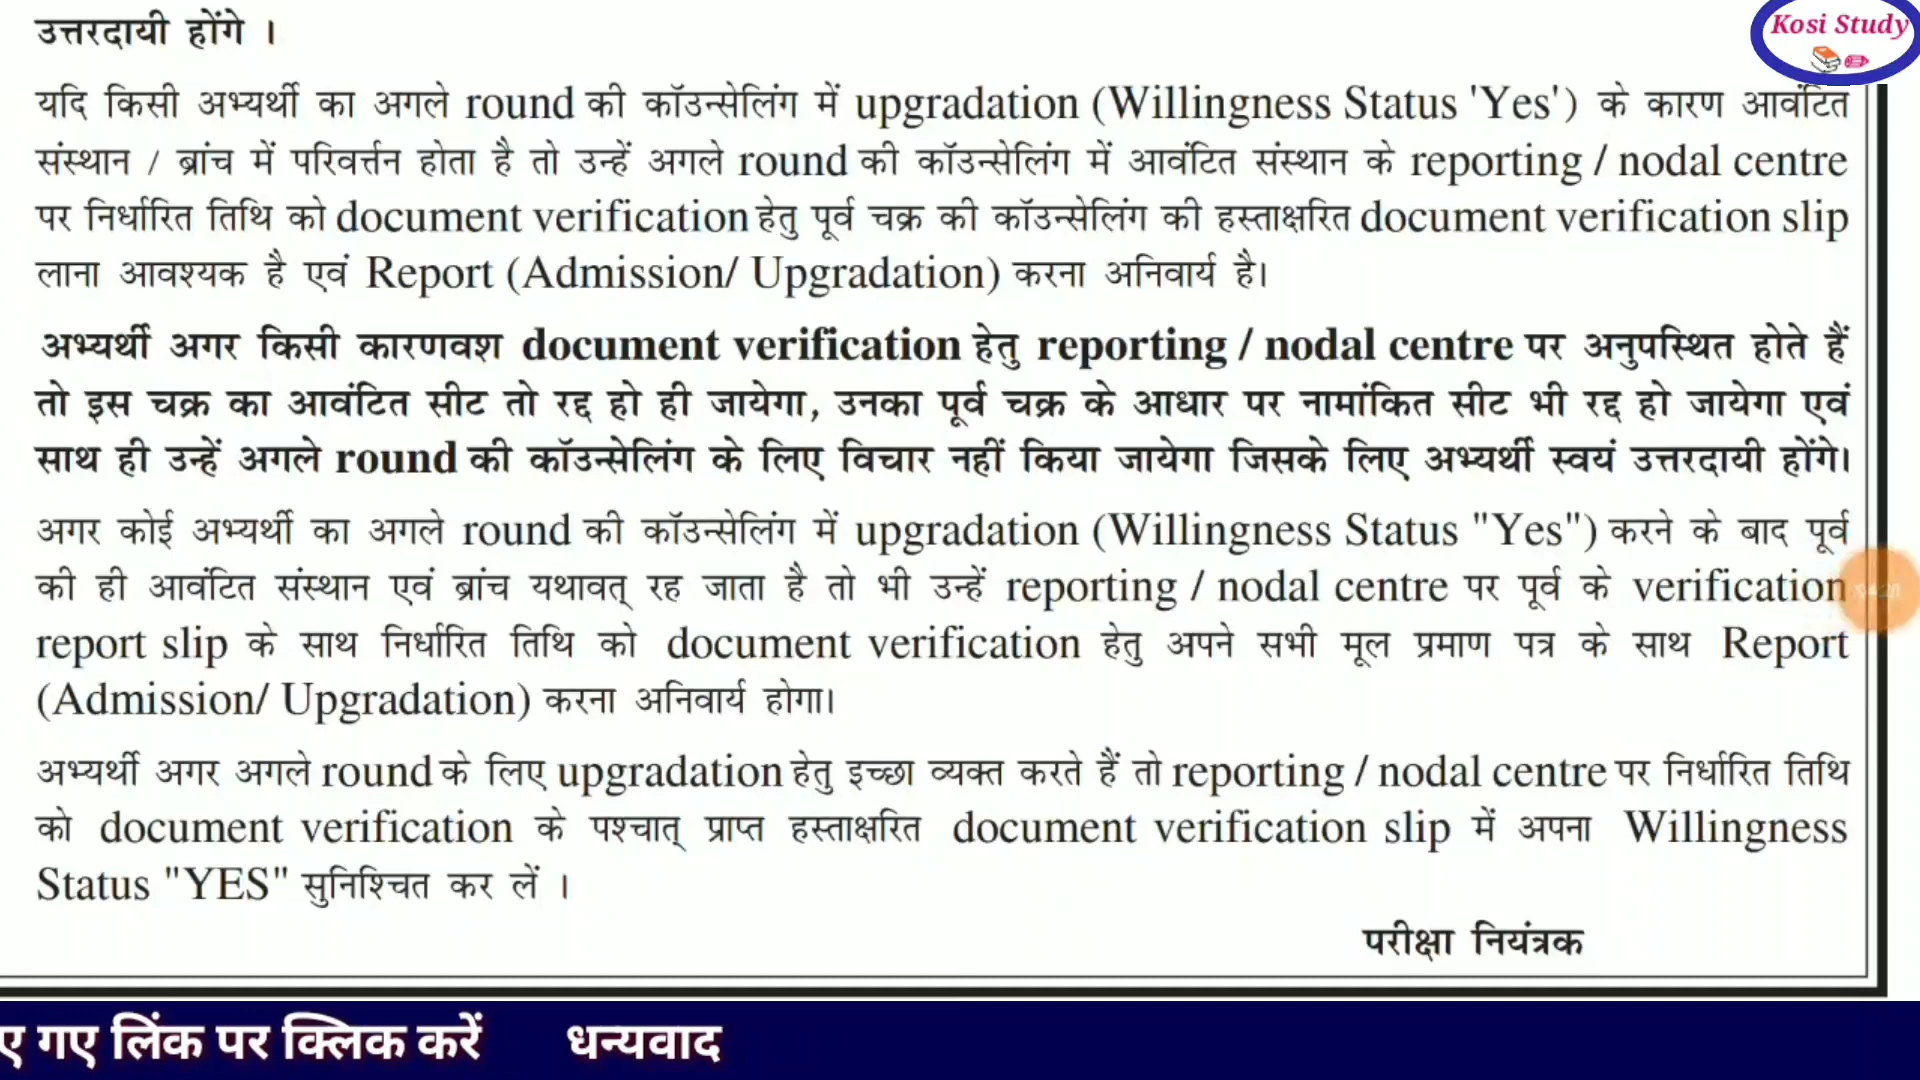 उत्तरदायी होंगे ।
Kosi Study
यदि किसी अभ्यर्थी का अगले round की कॉउन्सेलिंग में upgradation (Willingness Status 'Yes') के कारण आवंटित
संस्थान / ब्रांच में परिवर्त्तन होता है तो उन्हें अगले round की कॉउन्सेलिंग में आवंटित संस्थान के reporting / nodal centre
पर निर्धारित तिथि को document verification हेतु पूर्व चक्र की कॉउन्सेलिंग की हस्ताक्षरित document verification slip
लाना आवश्यक है एवं Report (Admission/ Upgradation) करना अनिवार्य है।
अभ्यर्थी अगर किसी कारणवश document verification हेतु reporting / nodal centre पर अनुपस्थित होते हैं
तो इस चक्र का आवंटित सीट तो रद्द हो ही जायेगा, उनका पूर्व चक्र के आधार पर नामांकित सीट भी रद्द हो जायेगा एवं
साथ ही उन्हें अगले round की कॉउन्सेलिंग के लिए विचार नहीं किया जायेगा जिसके लिए अभ्यर्थी स्वयं उत्तरदायी होंगे।
अगर कोई अभ्यर्थी का अगले round की कॉउन्सेलिंग में upgradation (Willingness Status "Yes") करने के बाद पूर्व
की ही आवंटित संस्थान एवं ब्रांच यथावत् रह जाता है तो भी उन्हें reporting / nodal centre पर पूर्व के verification
report slip के साथ निर्धारित तिथि को document verification हेतु अपने सभी मूल प्रमाण पत्र के साथ Report
(Admission/ Upgradation) करना अनिवार्य होगा।
अभ्यर्थी अगर अगले round के लिए upgradation हेतु इच्छा व्यक्त करते हैं तो reporting / nodal centre पर निर्धारित तिथि
को document verification के पश्चात् प्राप्त हस्ताक्षरित document verification slip में अपना Willingness
Status "YES" सुनिश्चित कर लें ।
परीक्षा नियंत्रक
ए गए लिंक पर क्लिक करें धन्यवाद